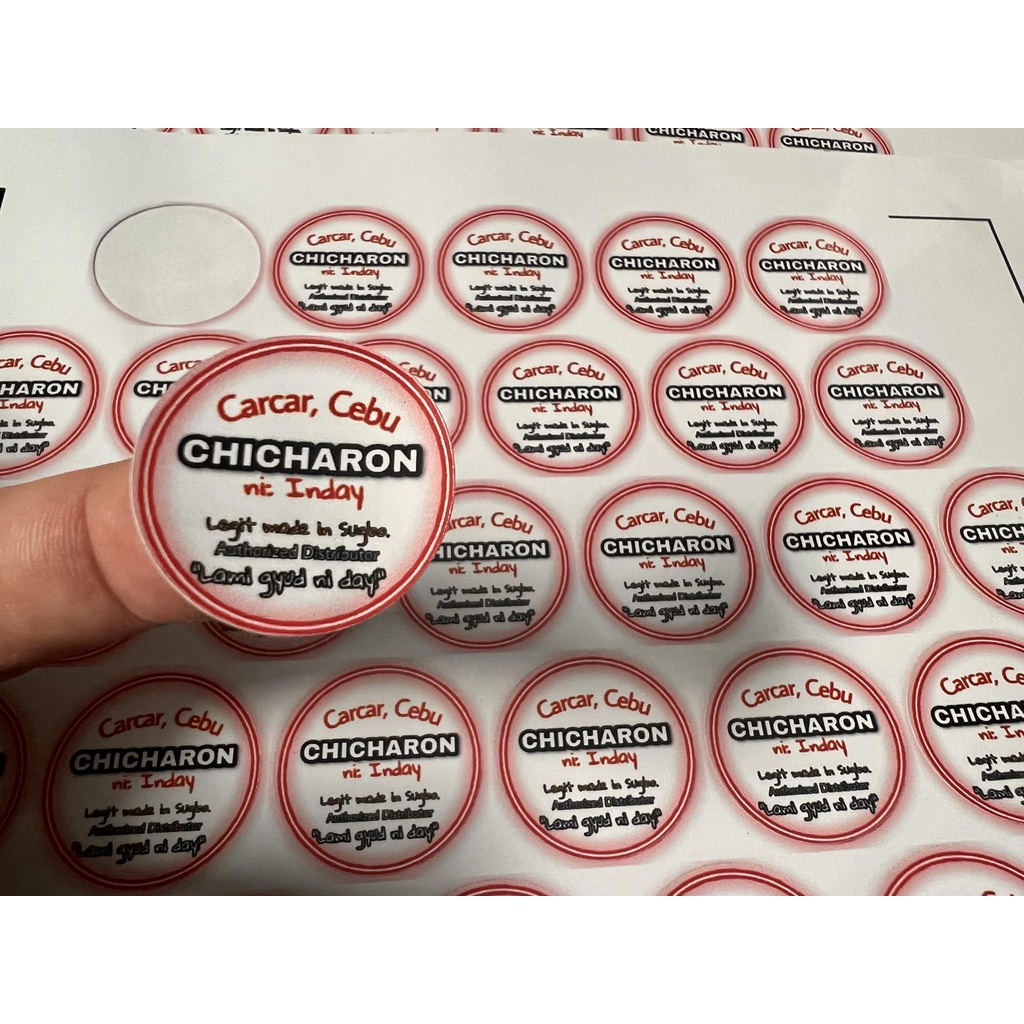 Carcar, Cebu
CHICHARON
ni: Inday
Legit made in Sugbo.
Authorized Distributor
"Lami gyud ni day"